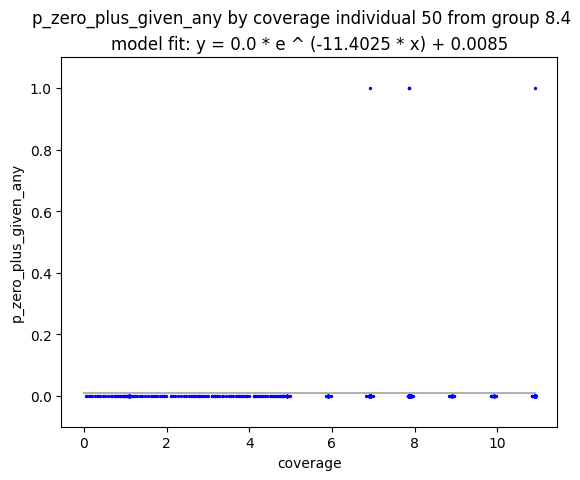 p_zero_plus_given_any by coverage individual 50 from group 8.4
model fit: y = 0.0 * e ^ (-11.4025 * x) + 0.0085
1.0
0.8
0.6
0.4
0.2
0.0
p_zero_plus_given_any
0 2 4 6 8 10
coverage